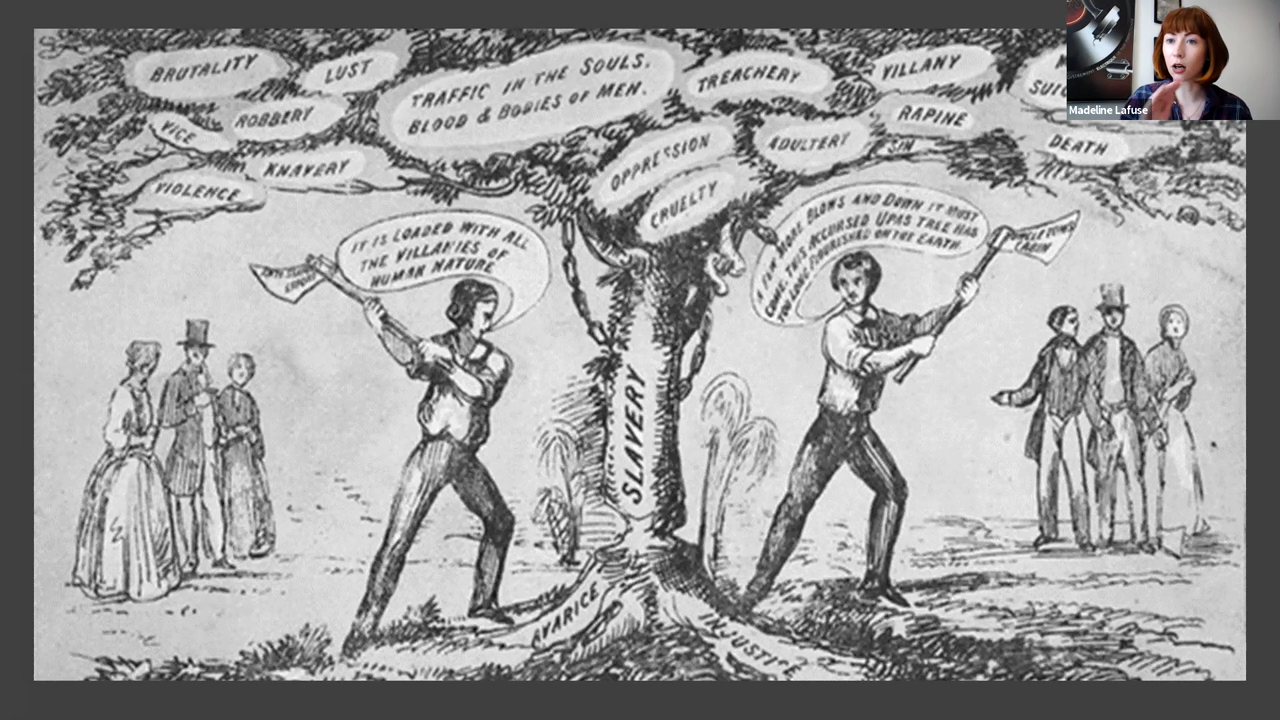 BRUTALITY
LUST
TRAFFIC IN THE SOULS.
BLOOD & BODIES OF MEN.
TREACHERY
VILLANY
Madeline Lafuse
VICE
ROBBERY
OPPRESSION
ADULTERY
RAPINE
SIN
DEATH
VIOLENCE
KNAVERY
CRUELTY
IT IS LOADED WITH ALL
THE VILLANIES OF
HUMAN NATURE
A FEW MORE BLOWS AND DOWN IT MUST
COME, THIS ACCURSED UPAS TREE HAS
TOO LONG FLOURISHED ON THE EARTH.
CABIN
SLAVERY
AVARICE
INJUSTICE